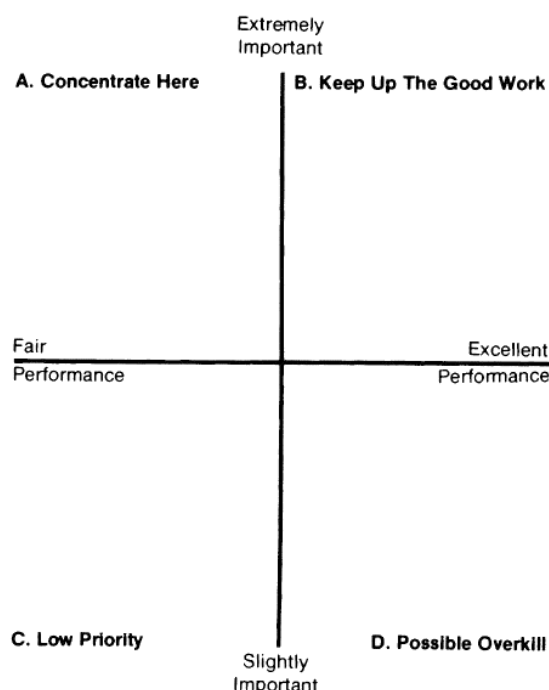 Extremely
Important
A. Concentrate Here
B. Keep Up The Good Work
Fair
Performance
Excellent
Performance
C. Low Priority
D. Possible Overkill
Slightly
Important